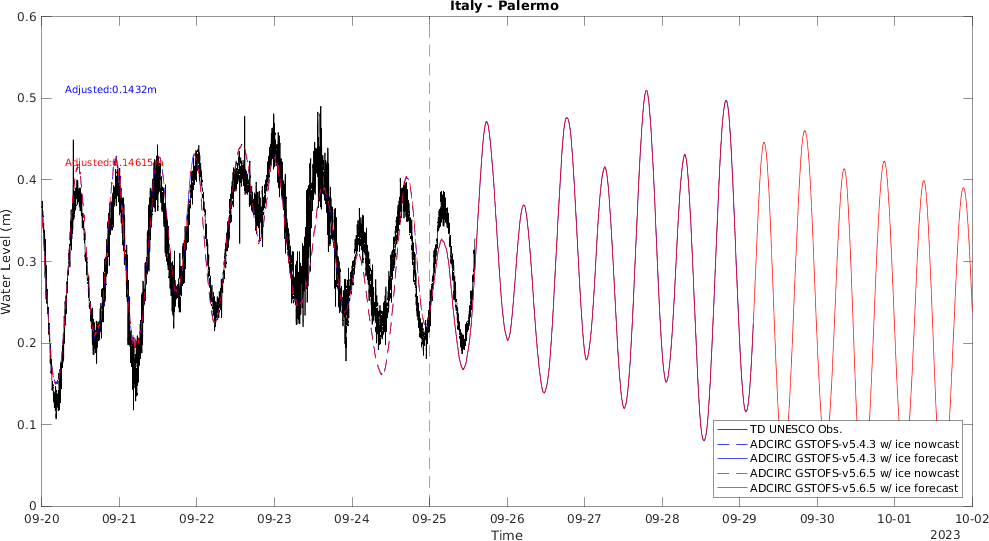 Italy - Palermo
0.6
0.5
0.4
0.3
0.2
0.1
0
Water Level (m)
Adjusted:0.1432m
Adjusted:0.14615m
TD UNESCO Obs.
ADCIRC GSTOFS-v5.4.3 w/ ice nowcast
ADCIRC GSTOFS-v5.4.3 w/ ice forecast
ADCIRC GSTOFS-v5.6.5 w/ ice nowcast
ADCIRC GSTOFS-v5.6.5 w/ ice forecast
09-20 09-21 09-22 09-23 09-24 09-25 09-26 09-27 09-28 09-29 09-30 10-01 10-02
Time
2023